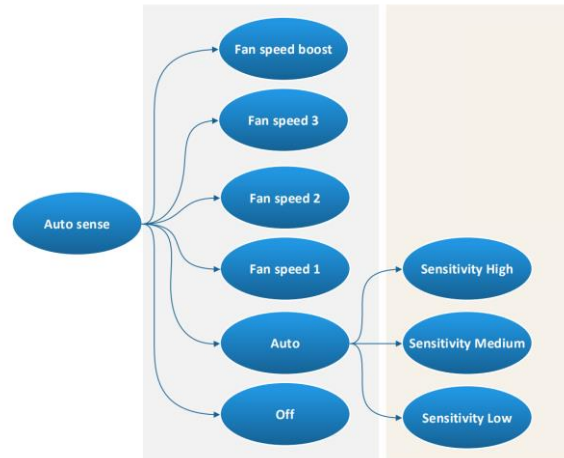 Fan speed boost
Fan speed 3
Fan speed 2
Auto sense
Fan speed 1
Sensitivity High
Auto
Sensitivity Medium
Off
Sensitivity Low